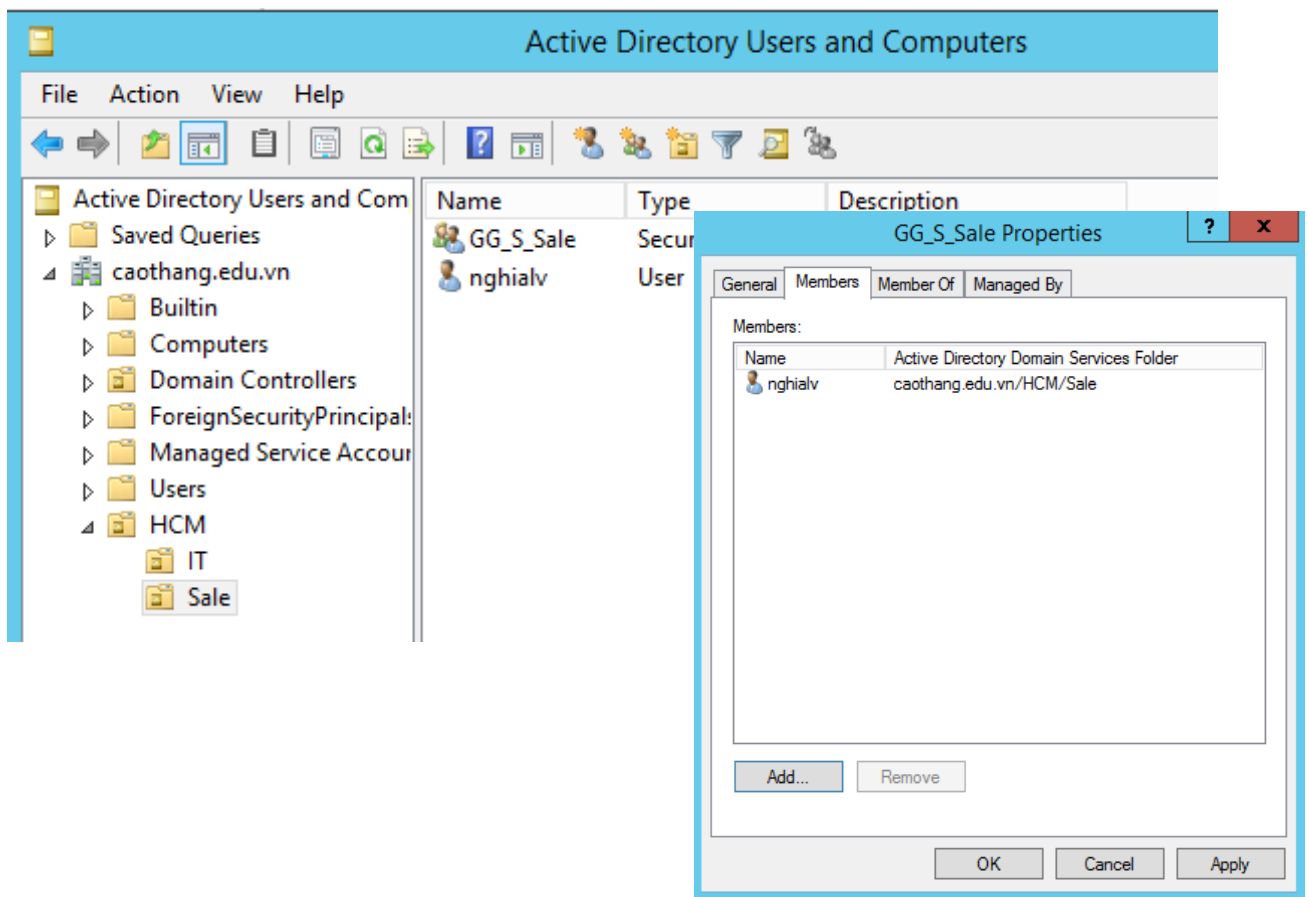 Active Directory Users and Computers
File Action View Help
Active Directory Users and Com
Saved Queries
caothang.edu.vn
Builtin
Computers
Domain Controllers
ForeignSecurityPrincipals
Managed Service Accour
Users
HCM
IT
Sale
Name Type Description
GG_S_Sale Secur
nghialv User
GG_S_Sale Properties
? x
General Members Member Of Managed By
Members:
Name Active Directory Domain Services Folder
nghialv caothang.edu.vn/HCM/Sale
Add... Remove
OK Cancel Apply